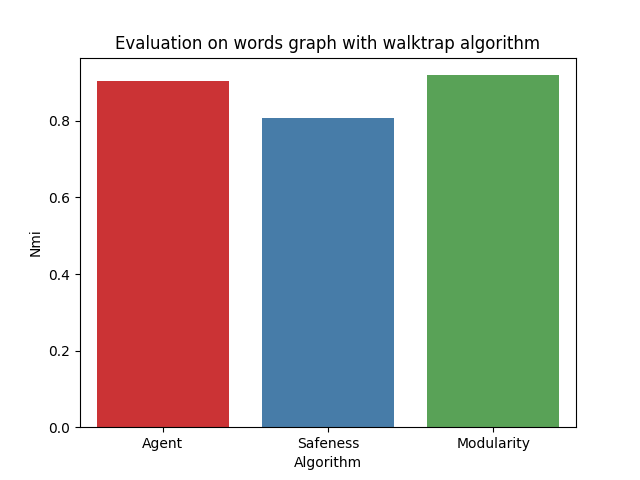 Evaluation on words graph with walktrap algorithm
Nmi
0.8
0.6
0.4
0.2
0.0
Agent
Safeness
Modularity
Algorithm